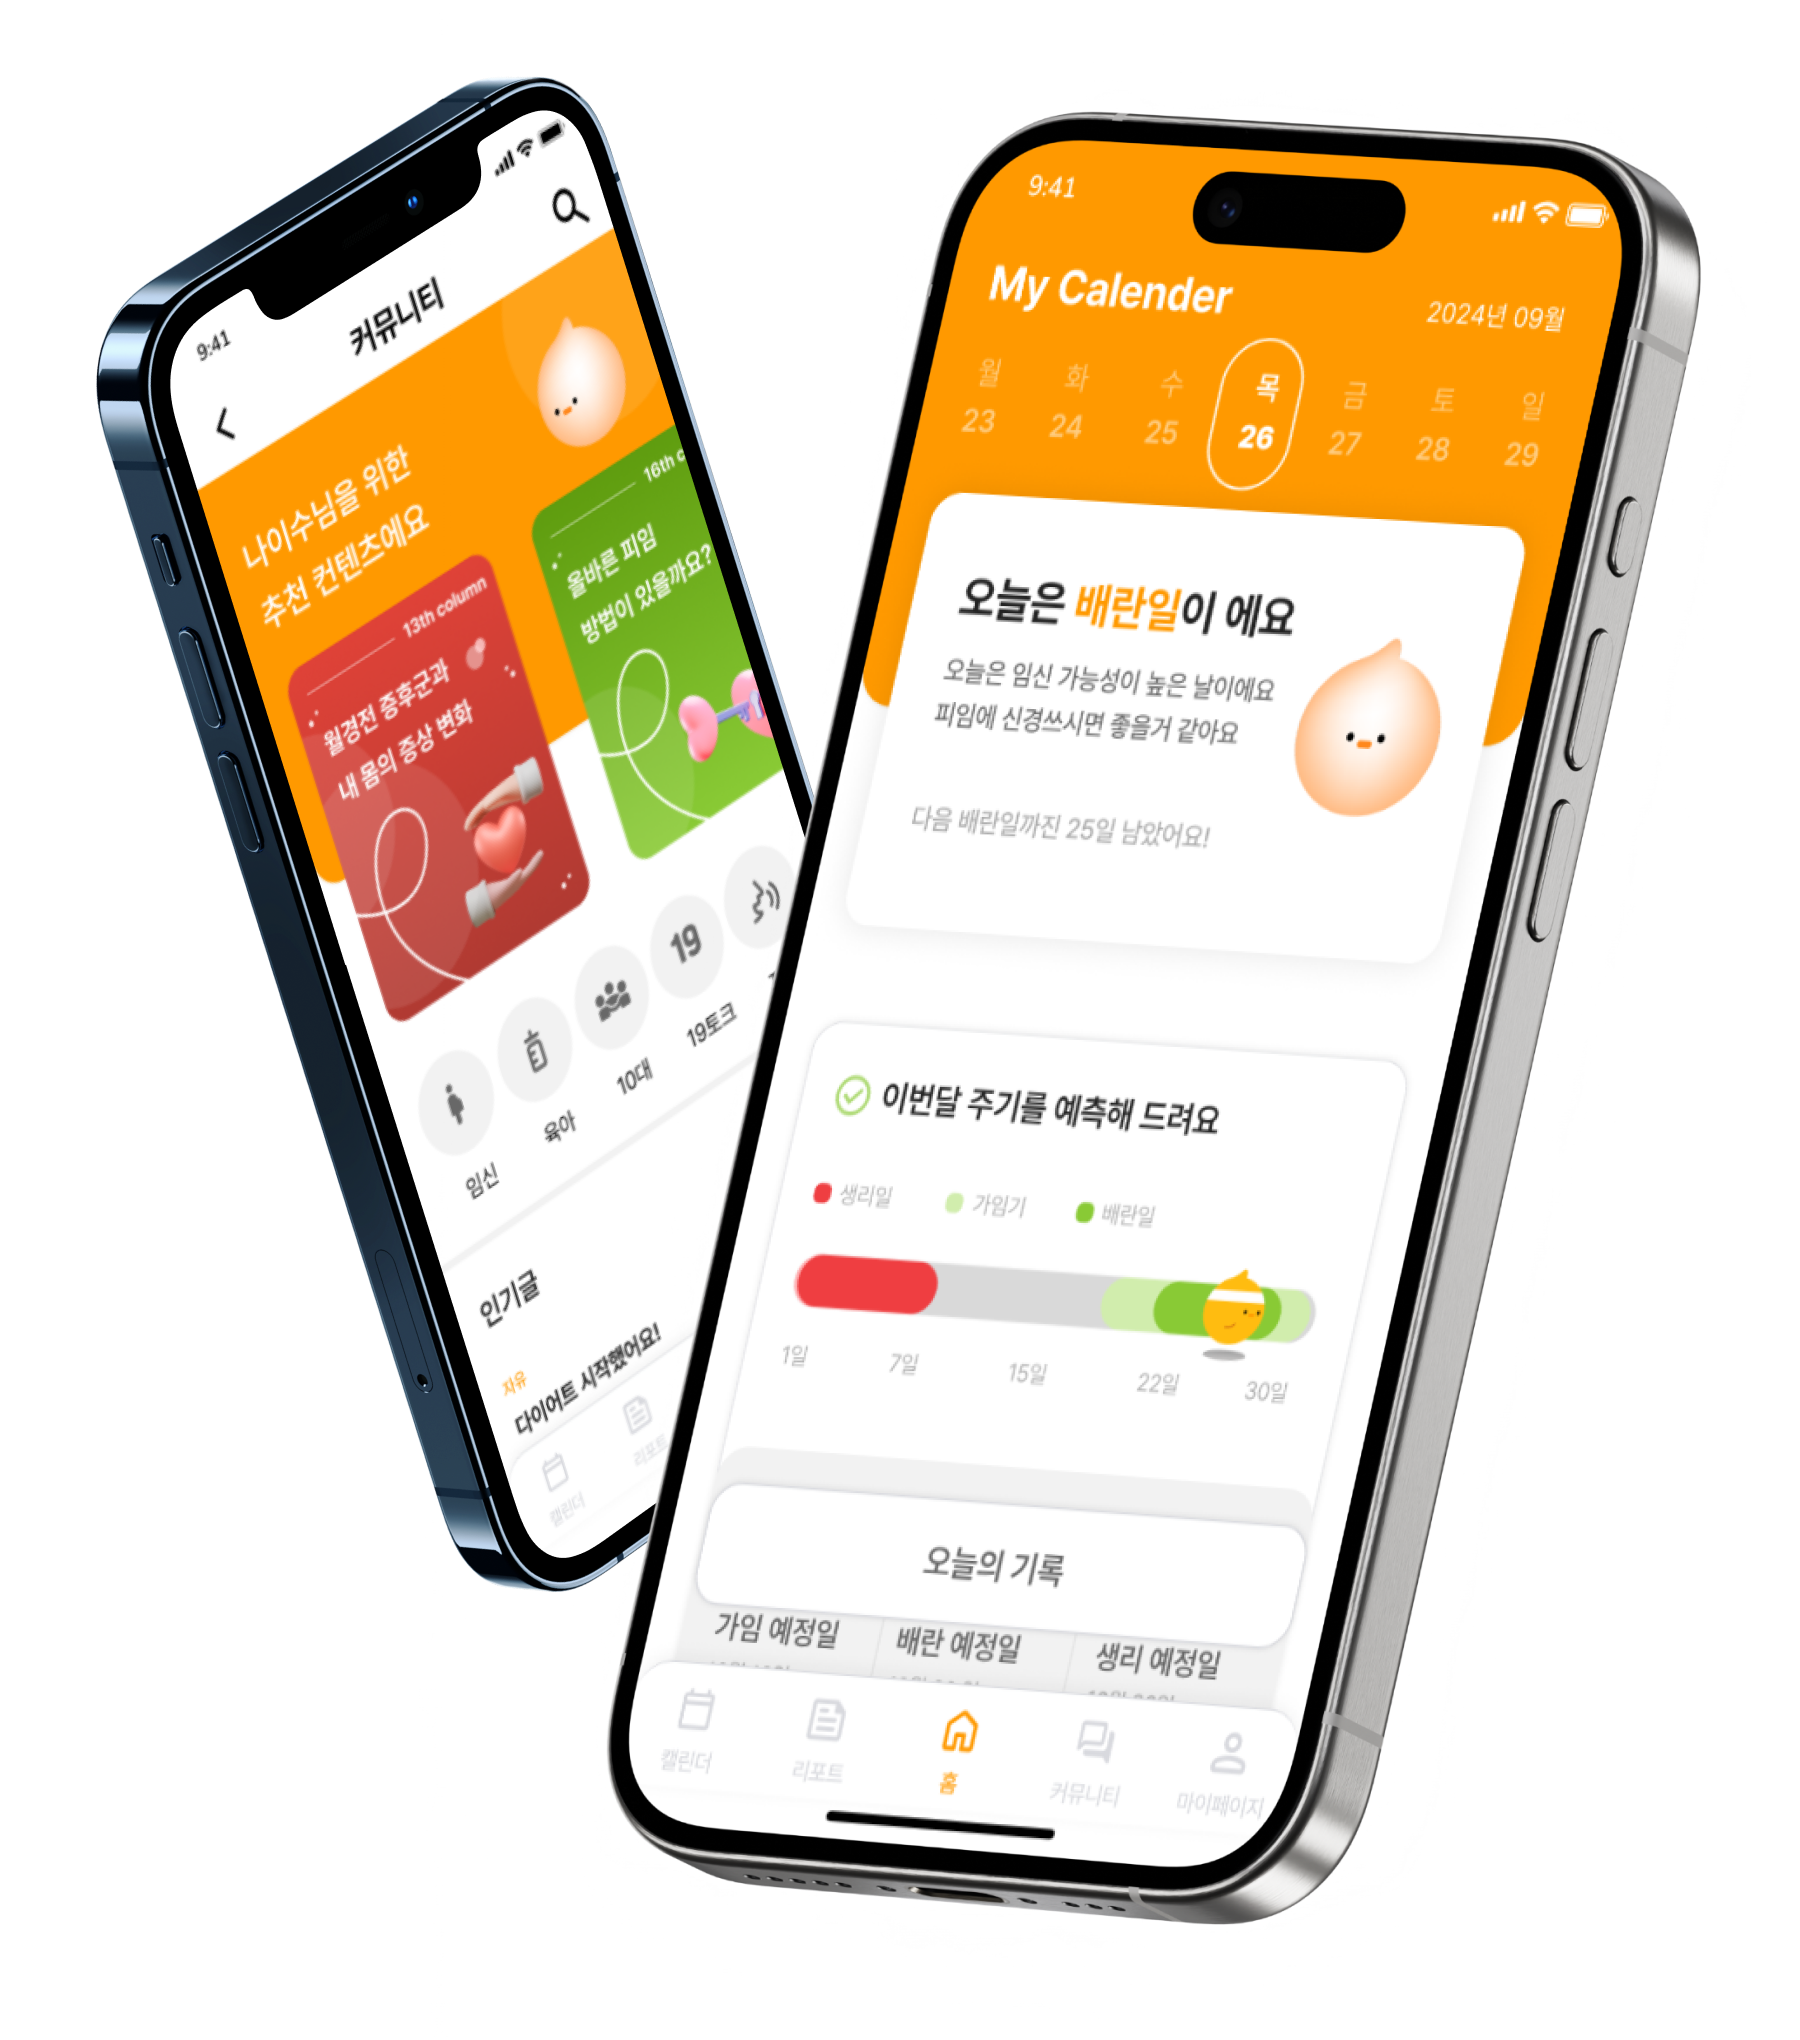 9:41
커뮤니티
나이수님을 위한
추천 컨텐츠에요
13th column
월경전 증후군과
내 몸의 증상 변화
16th
올바른 피임
방법이 있을까요?
19
임신
육아
10대
19토크
인기글
자유
다이어트 시작했어요!
캘린더
리포트
9:41
My Calender
2024년 09월
월 화 수 목 금 토 일
23 24 25 26 27 28 29
오늘은 배란일이 에요
오늘은 임신 가능성이 높은 날이에요
피임에 신경쓰시면 좋을거 같아요
다음 배란일까진 25일 남았어요!
이번달 주기를 예측해 드려요
생리일 가임기 배란일
1일 7일 15일 22일 30일
오늘의 기록
가임 예정일 배란 예정일 생리 예정일
캘린더 리포트 홈 커뮤니티 마이페이지